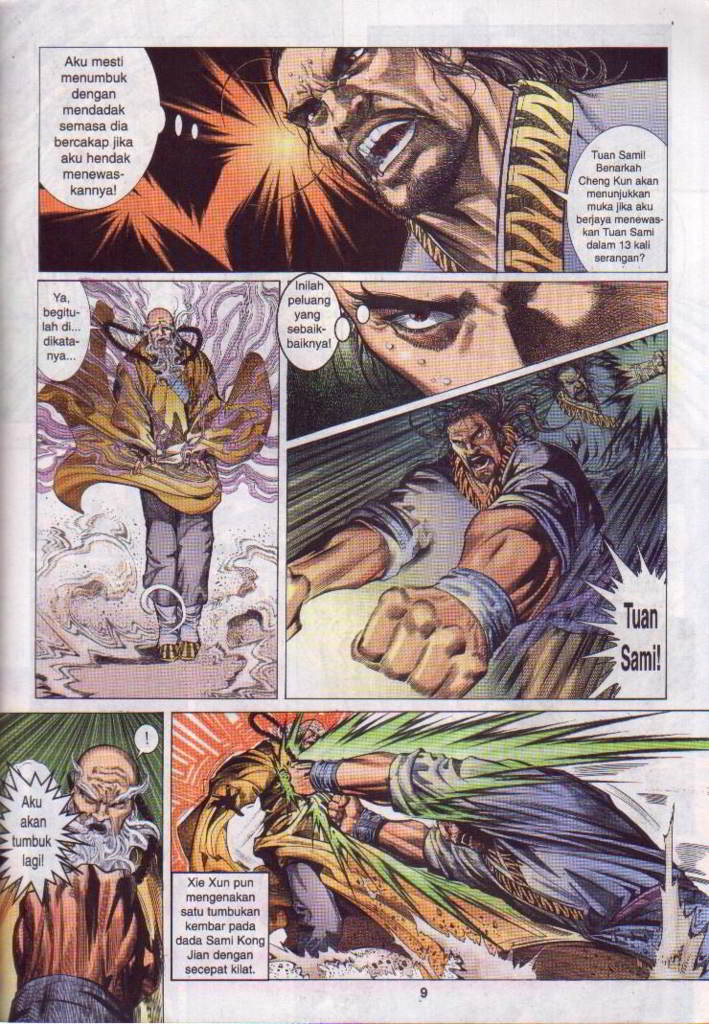 Aku mesti
menumbuk
dengan
mendadak
semasa dia
bercakap jika
aku hendak
menewas-
kannya!
Tuan Sami!
Benarkah
Cheng Kun akan
menunjukkan
muka jika aku
berjaya menewas-
kan Tuan Sami
dalam 13 kali
serangan?
Ya,
begitu-
lah di...
dikata-
nya...
Inilah
peluang
yang
sebaik-
baiknya!
Tuan
Sami!
!
Aku
akan
tumbuk
lagi!
Xie Xun pun
mengenakan
satu tumbukan
kembar pada
dada Sami Kong
Jian dengan
secepat kilat.
9